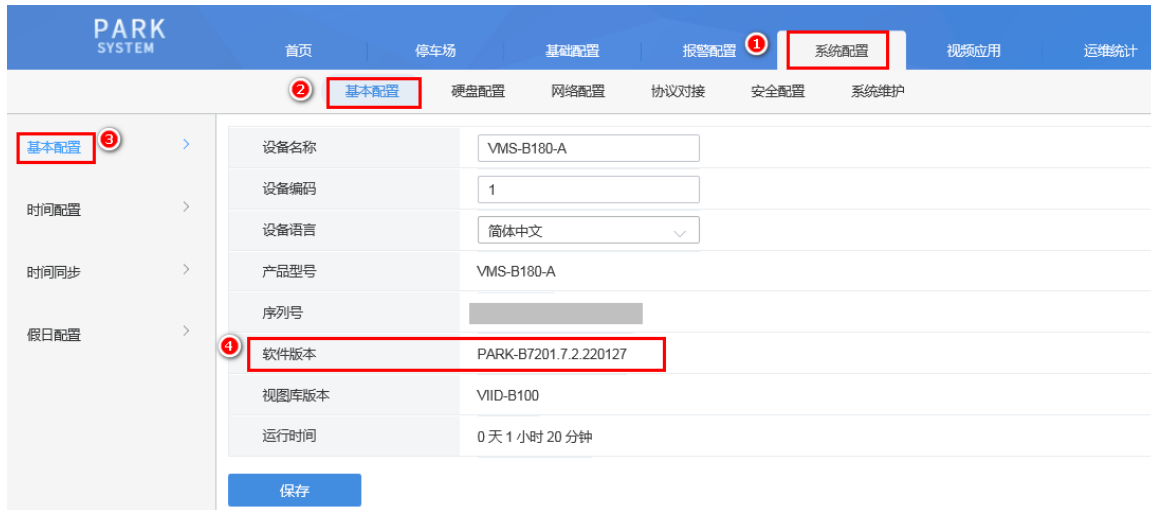 PARK
SYSTEM
首页 停车场 基础配置 报警配置 1 系统配置 视频应用 运维统计
2 基本配置 硬盘配置 网络配置 协议对接 安全配置 系统维护
基本配置 3
时间配置
时间同步
假日配置
设备名称 VMS-B180-A
设备编码 1
设备语言 简体中文
产品型号 VMS-B180-A
序列号
4 软件版本 PARK-B7201.7.2.220127
视图库版本 VIID-B100
运行时间 0 天 1 小时 20 分钟
保存